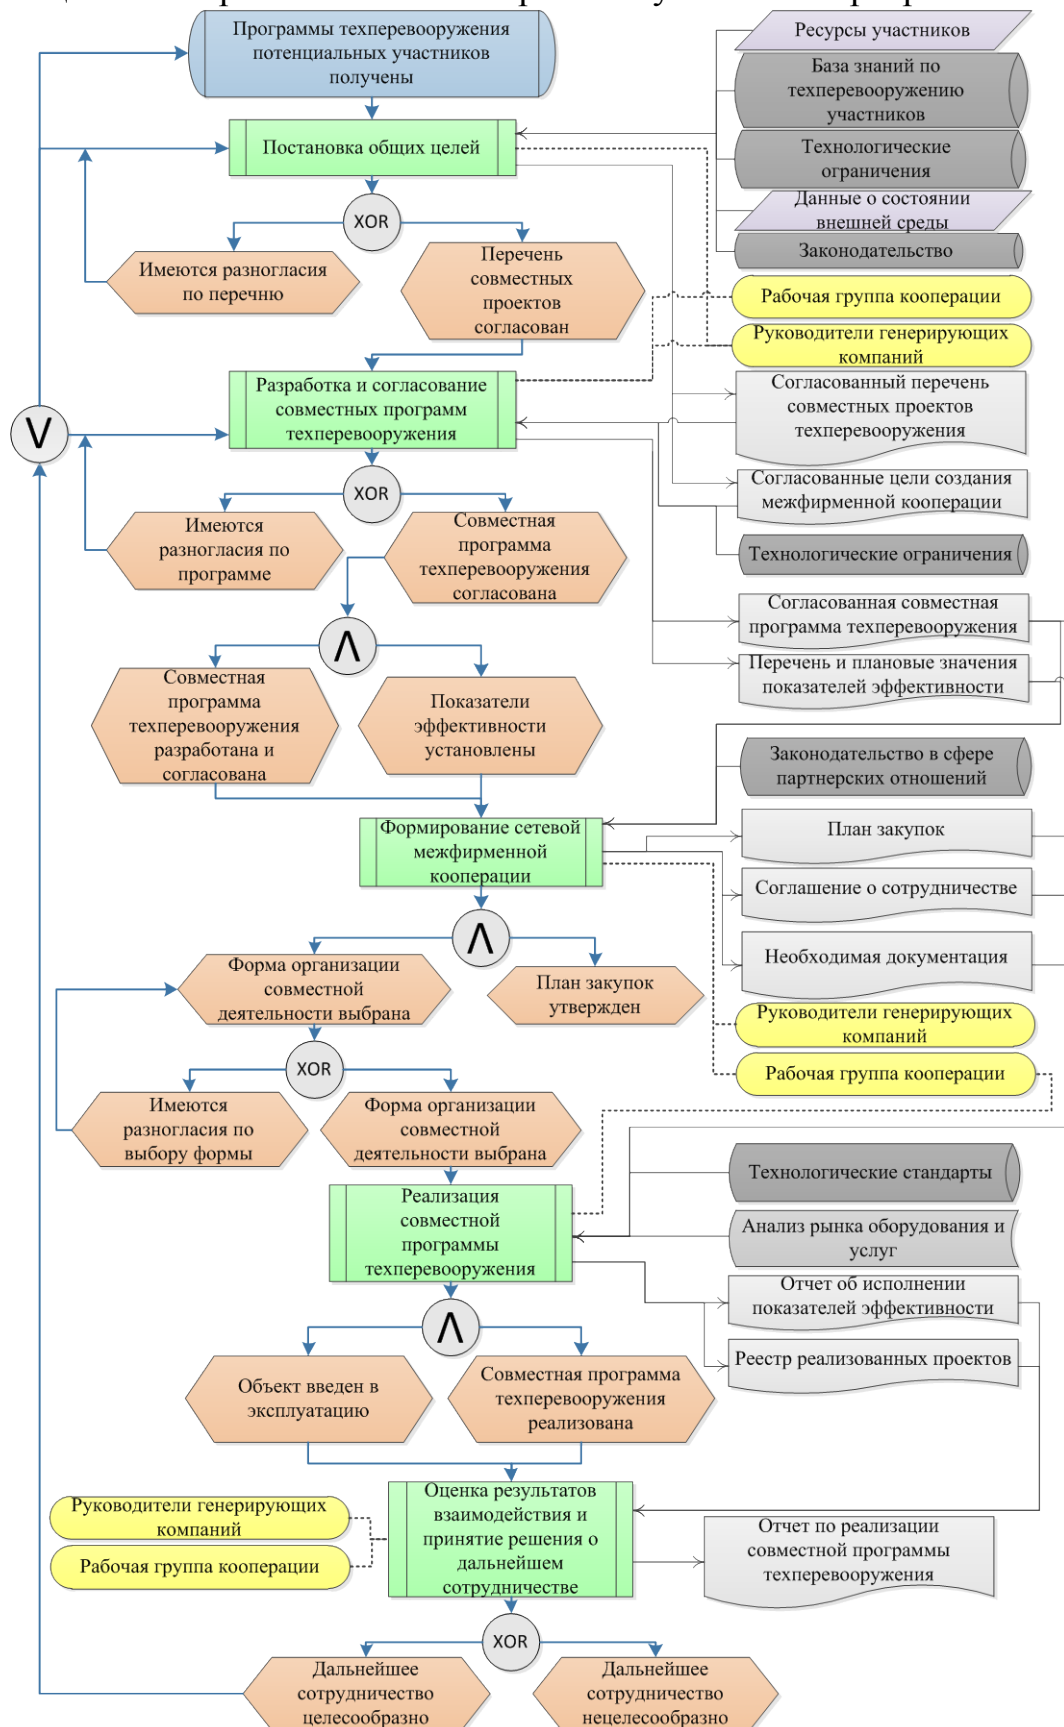 Программы техперевооружения
потенциальных участников
получены
Ресурсы участников
База знаний по
техперевооружению
участников
Постановка общих целей
Технологические
ограничения
XOR
Данные о состоянии
внешней среды
Законодательство
Имеются разногласия
по перечню
Перечень
совместных
проектов
согласован
Рабочая группа кооперации
Руководители генерирующих
компаний
Разработка и согласование
совместных программ
техперевооружения
Согласованный перечень
совместных проектов
техперевооружения
V
XOR
Согласованные цели создания
межфирменной кооперации
Имеются
разногласия по
программе
Совместная
программа
техперевооружения
согласована
Технологические ограничения
Согласованная совместная
программа техперевооружения
Λ
Перечень и плановые значения
показателей эффективности
Совместная
программа
техперевооружения
разработана и
согласована
Показатели
эффективности
установлены
Законодательство в сфере
партнерских отношений
Формирование сетевой
межфирменной
кооперации
План закупок
Соглашение о сотрудничестве
Λ
Необходимая документация
Форма организации
совместной
деятельности выбрана
План закупок
утвержден
Руководители генерирующих
компаний
XOR
Рабочая группа кооперации
Имеются
разногласия по
выбору формы
Форма организации
совместной
деятельности выбрана
Технологические стандарты
Реализация
совместной
программы
техперевооружения
Анализ рынка оборудования и
услуг
Отчет об исполнении
показателей эффективности
Λ
Реестр реализованных проектов
Объект введен в
эксплуатацию
Совместная программа
техперевооружения
реализована
Руководители генерирующих
компаний
Рабочая группа кооперации
Оценка результатов
взаимодействия и
принятие решения о
дальнейшем
сотрудничестве
Отчет по реализации
совместной программы
техперевооружения
XOR
Дальнейшее
сотрудничество
целесообразно
Дальнейшее
сотрудничество
нецелесообразно